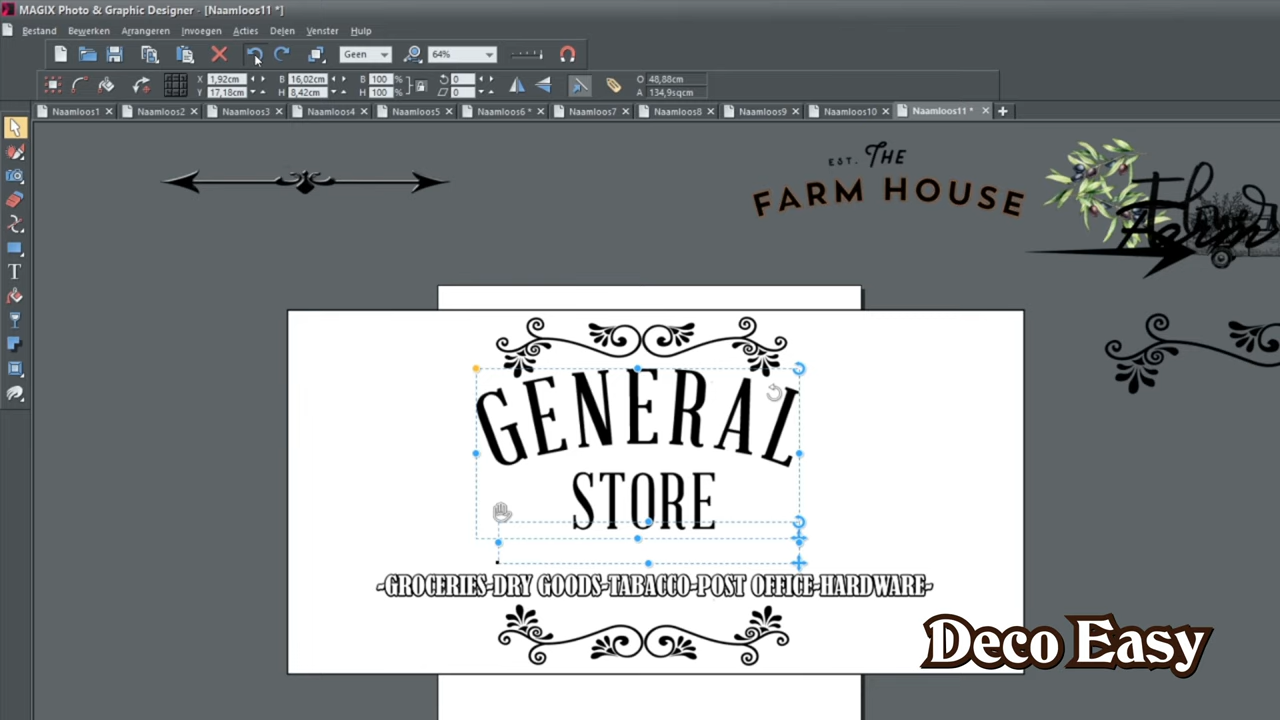 MAGIX Photo & Graphic Designer - [Naamloos11 *]
Bestand Bewerken Arrangeren Invoegen Acties Delen Venster Hulp
Geen 64%
X 1,92cm B 16,02cm B 100 % 0 O 48,88cm
17,18cm H 8,42cm H 100 % 0 A 134,9sqcm
Naamloos1 Naamloos2 Naamloos3 Naamloos4 Naamloos5 Naamloos6 * Naamloos7 Naamloos8 Naamloos9 Naamloos10 Naamloos11 *
EST. THE
FARM HOUSE
Farm
GENERAL
STORE
-GROCERIES-DRY GOODS-TABACCO-POST OFFICE-HARDWARE-
Deco Easy